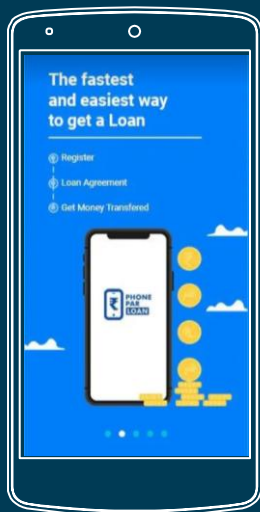 The fastest
and easiest way
to get a Loan
Register
Loan Agreement
Get Money Transfered
PHONE
PAR
LOAN